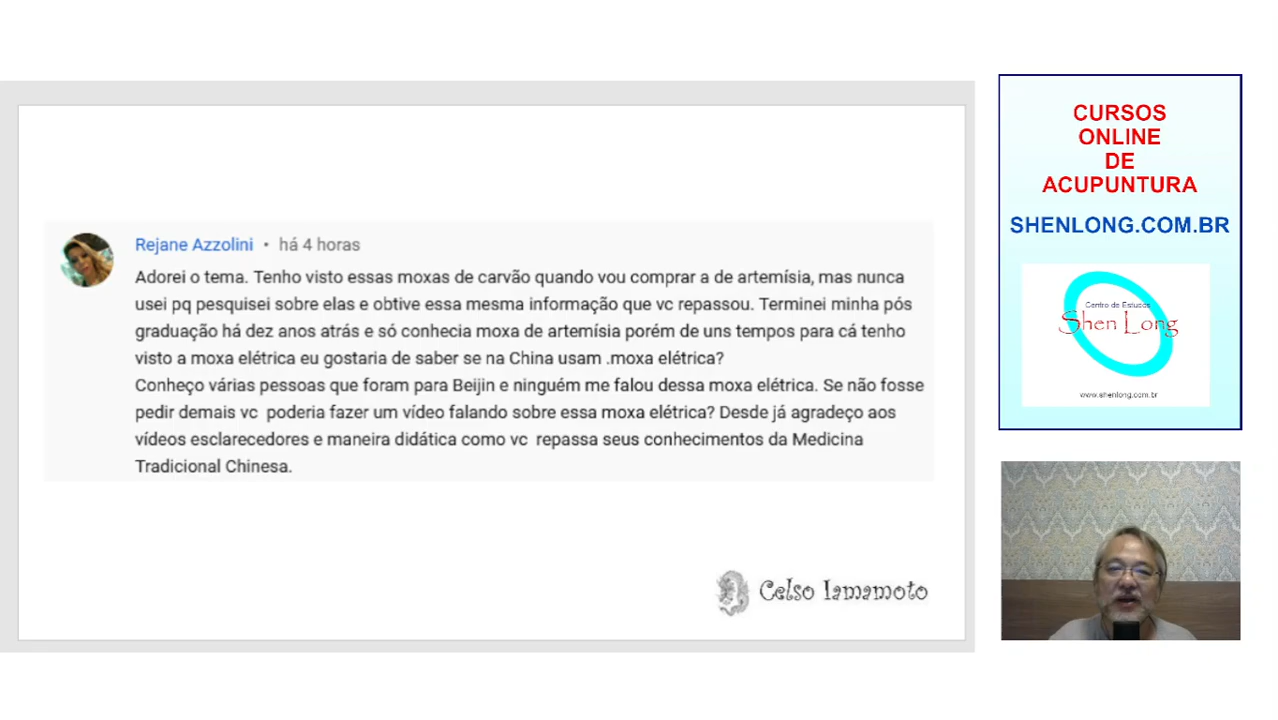 Rejane Azzolini • há 4 horas
Adorei o tema. Tenho visto essas moxas de carvão quando vou comprar a de artemísia, mas nunca
usei pq pesquisei sobre elas e obtive essa mesma informação que vc repassou. Terminei minha pós
graduação há dez anos atrás e só conhecia moxa de artemísia porém de uns tempos para cá tenho
visto a moxa elétrica eu gostaria de saber se na China usam .moxa elétrica?
Conheço várias pessoas que foram para Beijin e ninguém me falou dessa moxa elétrica. Se não fosse
pedir demais vc poderia fazer um vídeo falando sobre essa moxa elétrica? Desde já agradeço aos
vídeos esclarecedores e maneira didática como vc repassa seus conhecimentos da Medicina
Tradicional Chinesa.
Celso Iamamoto
CURSOS
ONLINE
DE
ACUPUNTURA
SHENLONG.COM.BR
Centro de Estudos
Shen Long
www.shenlong.com.br